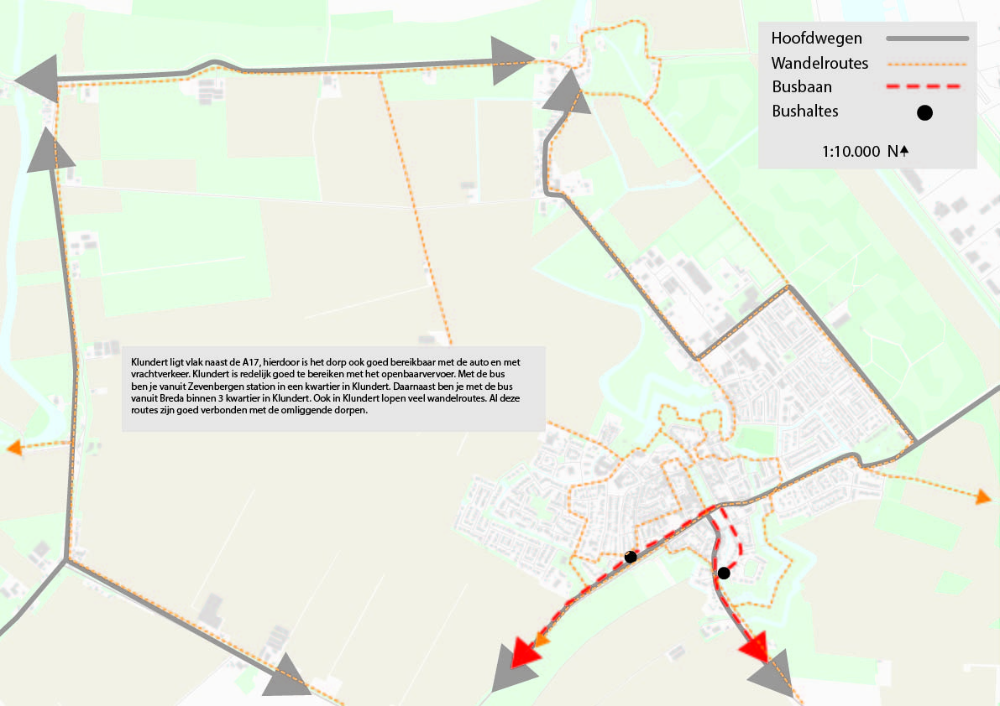 Hoofdwegen
Wandelroutes
Busbaan
Bushaltes
1:10.000 N
Klundert ligt vlak naast de A17, hierdoor is het dorp ook goed bereikbaar met de auto en met
vrachtverkeer. Klundert is redelijk goed te bereiken met het openbaarvervoer. Met de bus
ben je vanuit Zevenbergen station in een kwartier in Klundert. Daarnaast ben je met de bus
vanuit Breda binnen 3 kwartier in Klundert. Ook in Klundert lopen veel wandelroutes. Al deze
routes zijn goed verbonden met de omliggende dorpen.